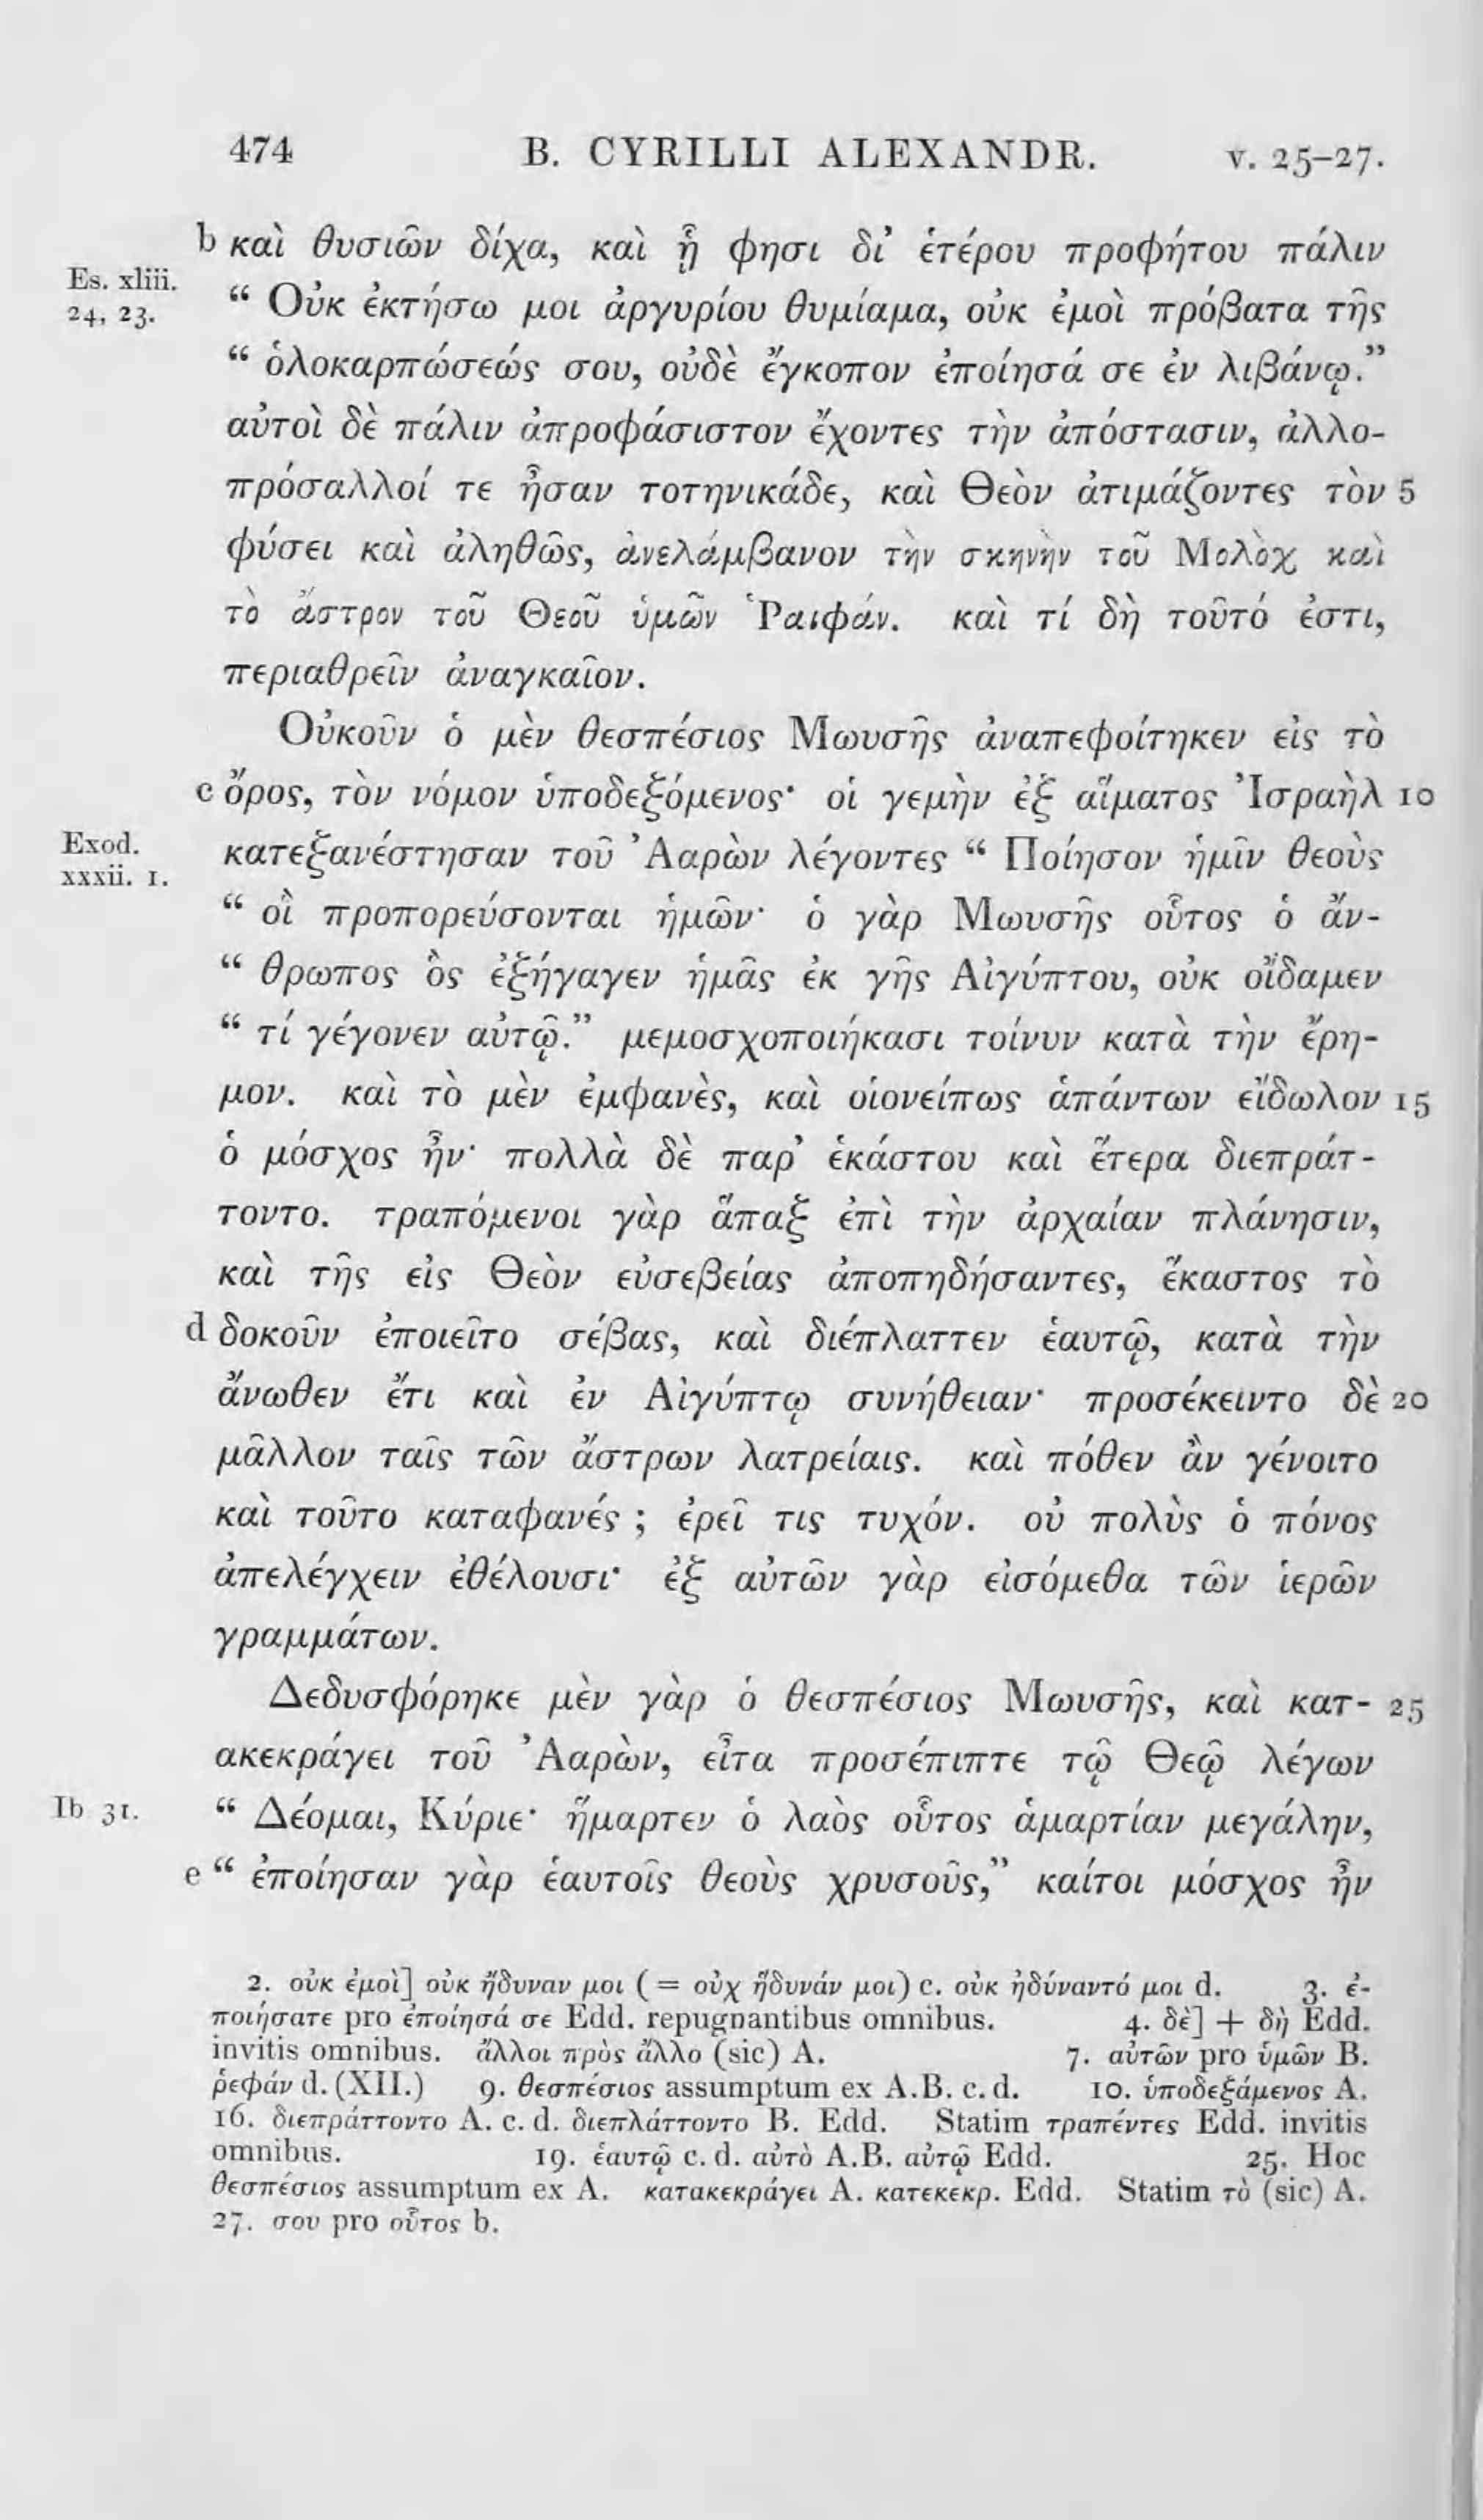 474 B. CYRILLI ALEXANDR. v. 25–27.
b καὶ θυσιῶν δίχα, καὶ ᾗ φησι δι’ ἑτέρου προφήτου πάλιν
Es. xliii. 24, 23. “ Οὐκ ἐκτήσω μοι ἀργυρίου θυμίαμα, οὐκ ἐμοὶ πρόβατα τῆς
“ ὁλοκαρπώσεώς σου, οὐδὲ ἔγκοπον ἐποίησά σε ἐν λιβάνῳ.”
αὐτοὶ δὲ πάλιν ἀπροφάσιστον ἔχοντες τὴν ἀπόστασιν, ἀλλο-
πρόσαλλοί τε ἦσαν τοτηνικάδε, καὶ Θεὸν ἀτιμάζοντες τὸν 5
φύσει καὶ ἀληθῶς, ἀνελάμβανον τὴν σκηνὴν τοῦ Μολὸχ καὶ
τὸ ἄστρον τοῦ Θεοῦ ὑμῶν Ῥαιφάν. καὶ τί δὴ τοῦτό ἐστι,
περιαθρεῖν ἀναγκαῖον.
Οὐκοῦν ὁ μὲν θεσπέσιος Μωυσῆς ἀναπεφοίτηκεν εἰς τὸ
c ὄρος, τὸν νόμον ὑποδεξόμενος· οἱ γεμὴν ἐξ αἵματος Ἰσραὴλ 10
Exod. xxxii. 1. κατεξανέστησαν τοῦ Ἀαρὼν λέγοντες “ Ποίησον ἡμῖν θεοὺς
“ οἳ προπορεύσονται ἡμῶν· ὁ γὰρ Μωυσῆς οὗτος ὁ ἄν-
“ θρωπος ὃς ἐξήγαγεν ἡμᾶς ἐκ γῆς Αἰγύπτου, οὐκ οἴδαμεν
“ τί γέγονεν αὐτῷ.” μεμοσχοποιήκασι τοίνυν κατὰ τὴν ἔρη-
μον. καὶ τὸ μὲν ἐμφανὲς, καὶ οἱονείπως ἁπάντων εἴδωλον 15
ὁ μόσχος ἦν· πολλὰ δὲ παρ’ ἑκάστου καὶ ἕτερα διεπράτ-
τοντο. τραπόμενοι γὰρ ἅπαξ ἐπὶ τὴν ἀρχαίαν πλάνησιν,
καὶ τῆς εἰς Θεὸν εὐσεβείας ἀποπηδήσαντες, ἕκαστος τὸ
d δοκοῦν ἐποιεῖτο σέβας, καὶ διέπλαττεν ἑαυτῷ, κατὰ τὴν
ἄνωθεν ἔτι καὶ ἐν Αἰγύπτῳ συνήθειαν· προσέκειντο δὲ 20
μᾶλλον ταῖς τῶν ἄστρων λατρείαις. καὶ πόθεν ἂν γένοιτο
καὶ τοῦτο καταφανές ; ἐρεῖ τις τυχόν. οὐ πολὺς ὁ πόνος
ἀπελέγχειν ἐθέλουσι· ἐξ αὐτῶν γὰρ εἰσόμεθα τῶν ἱερῶν
γραμμάτων.
Δεδυσφόρηκε μὲν γὰρ ὁ θεσπέσιος Μωυσῆς, καὶ κατ- 25
ακεκράγει τοῦ Ἀαρὼν, εἶτα προσέπιπτε τῷ Θεῷ λέγων
Ib 31. “ Δέομαι, Κύριε· ἥμαρτεν ὁ λαὸς οὗτος ἁμαρτίαν μεγάλην,
e “ ἐποίησαν γὰρ ἑαυτοῖς θεοὺς χρυσοῦς,” καίτοι μόσχος ἦν
2. οὐκ ἐμοὶ] οὐκ ἥδυναν μοι ( = οὐχ ἥδυνάν μοι) c. οὐκ ἠδύναντό μοι d. 3. ἐ-
ποιήσατε pro ἐποίησά σε Edd. repugnantibus omnibus. 4. δὲ] + δὴ Edd.
invitis omnibus. ἄλλοι πρὸς ἄλλο (sic) A. 7. αὐτῶν pro ὑμῶν B.
ῥεφάν d. (XII.) 9. θεσπέσιος assumptum ex A.B. c. d. 10. ὑποδεξάμενος A.
16. διεπράττοντο A. c. d. διεπλάττοντο B. Edd. Statim τραπέντες Edd. invitis
omnibus. 19. ἑαυτῷ c. d. αὐτὸ A.B. αὐτῷ Edd. 25. Hoc
θεσπέσιος assumptum ex A. κατακεκράγει A. κατεκεκρ. Edd. Statim τὸ (sic) A.
27. σου pro οὗτος b.